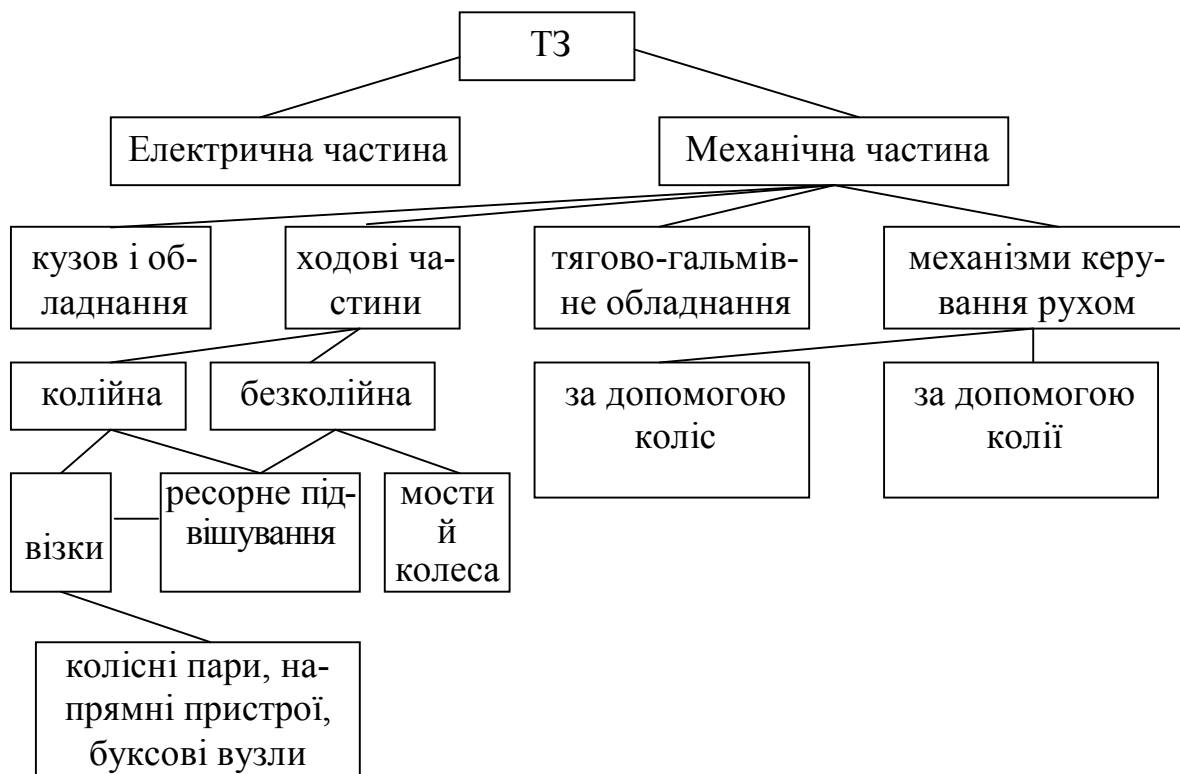 ТЗ
Електрична частина
Механічна частина
кузов і об-
ладнання
ходові ча-
стини
тягово-гальмів-
не обладнання
механізми керу-
вання рухом
колійна
безколійна
за допомогою
коліс
за допомогою
колії
візки
ресорне під-
вішування
мости
й
колеса
колісні пари, на-
прямні пристрої,
буксові вузли